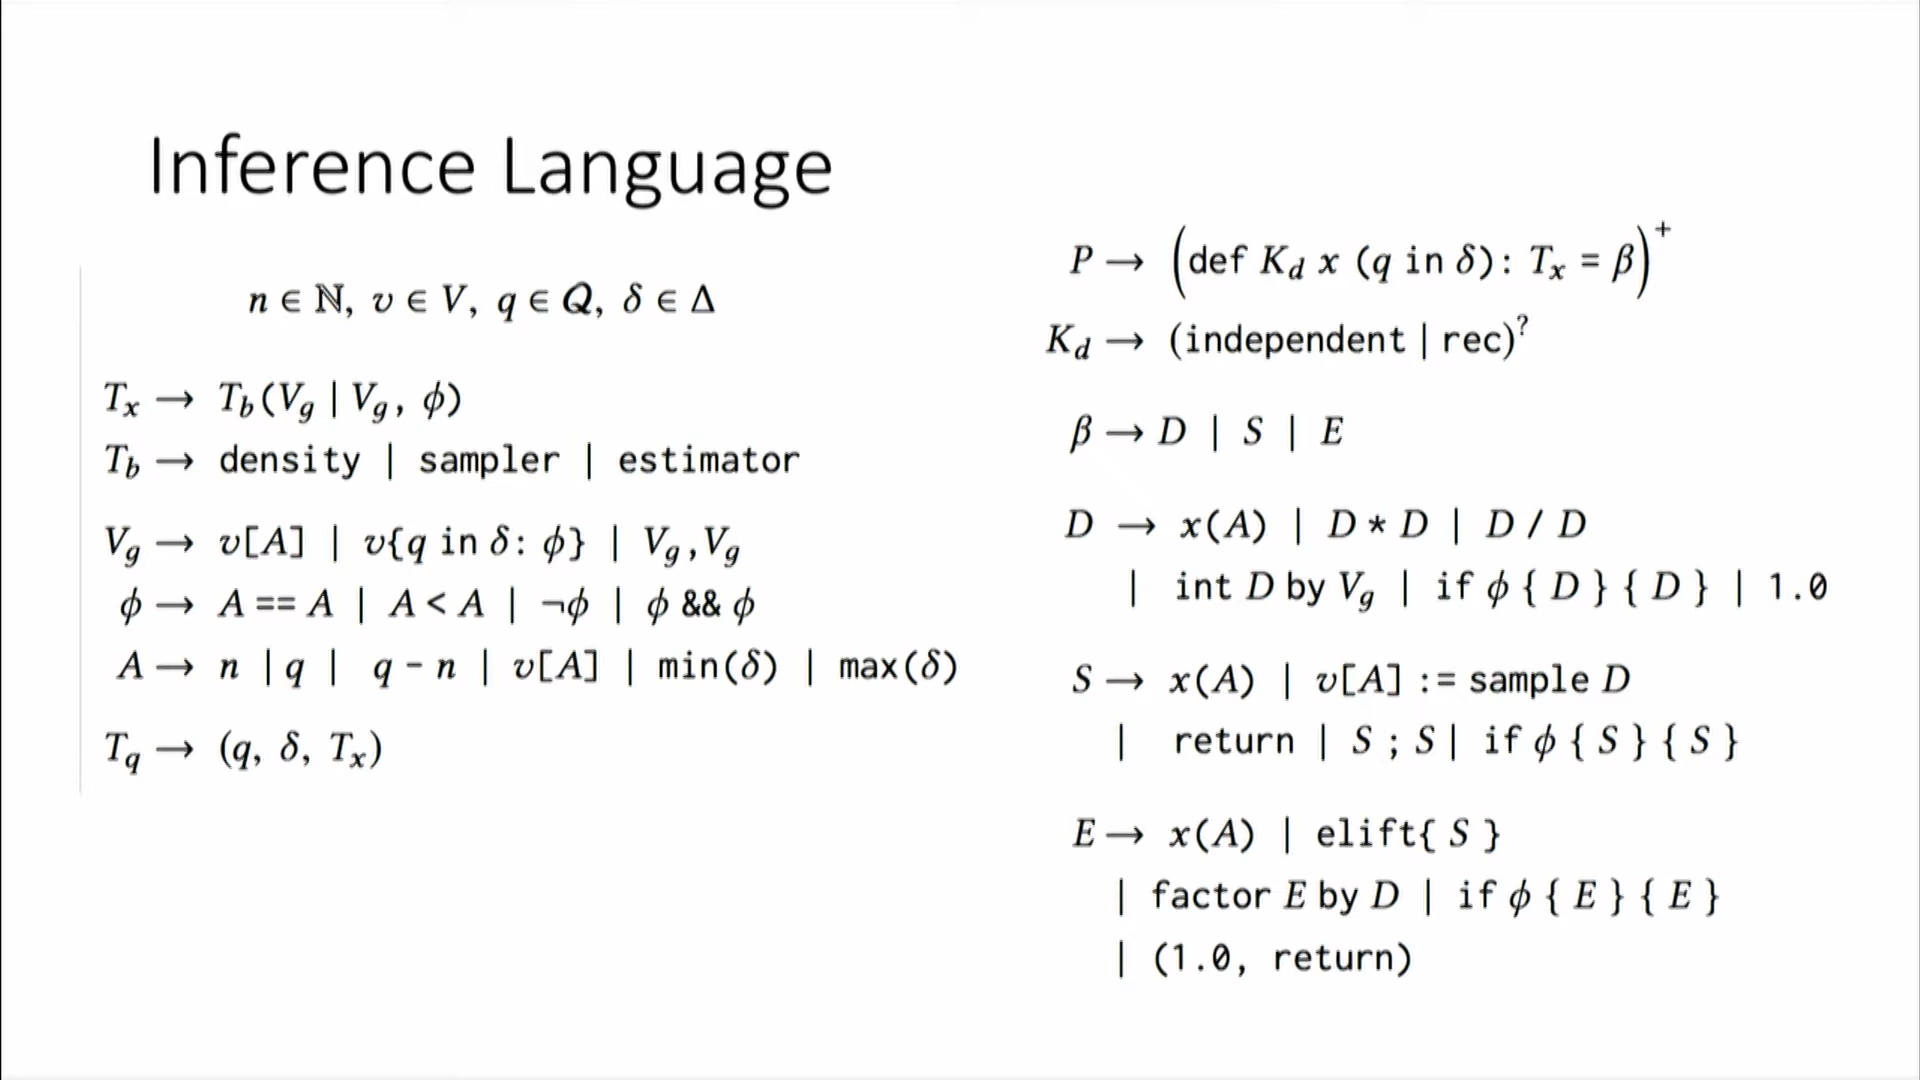 Inference Language
n ∈ ℕ, v ∈ V, q ∈ Q, δ ∈ Δ
T_x → T_b(V_g | V_g, ϕ)
T_b → density | sampler | estimator
V_g → v[A] | v{q in δ: ϕ} | V_g,V_g
ϕ → A == A | A < A | ¬ϕ | ϕ && ϕ
A → n | q | q - n | v[A] | min(δ) | max(δ)
T_q → (q, δ, T_x)
P → (def K_d x (q in δ): T_x = β)^+
K_d → (independent | rec)^?
β → D | S | E
D → x(A) | D * D | D / D
| int D by V_g | if ϕ { D } { D } | 1.0
S → x(A) | v[A] := sample D
| return | S ; S | if ϕ { S } { S }
E → x(A) | elift{ S }
| factor E by D | if ϕ { E } { E }
| (1.0, return)